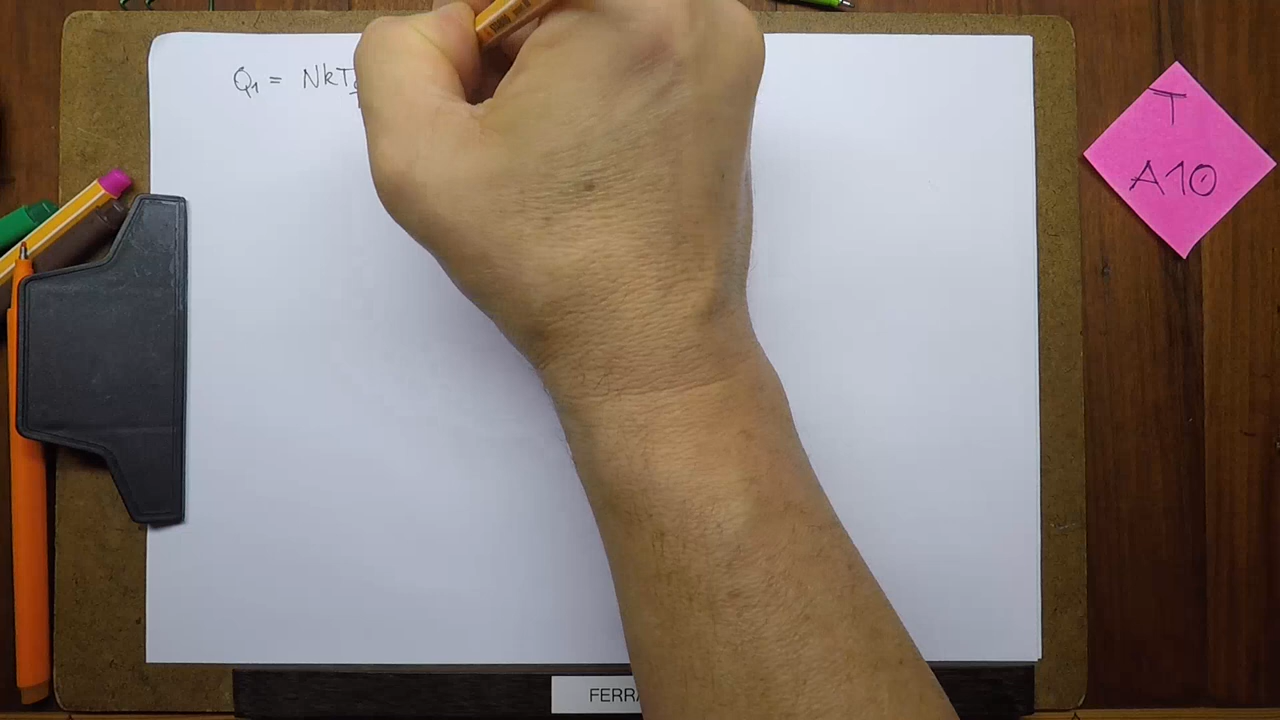 Q₁ = NkT
T
A10
FERRA